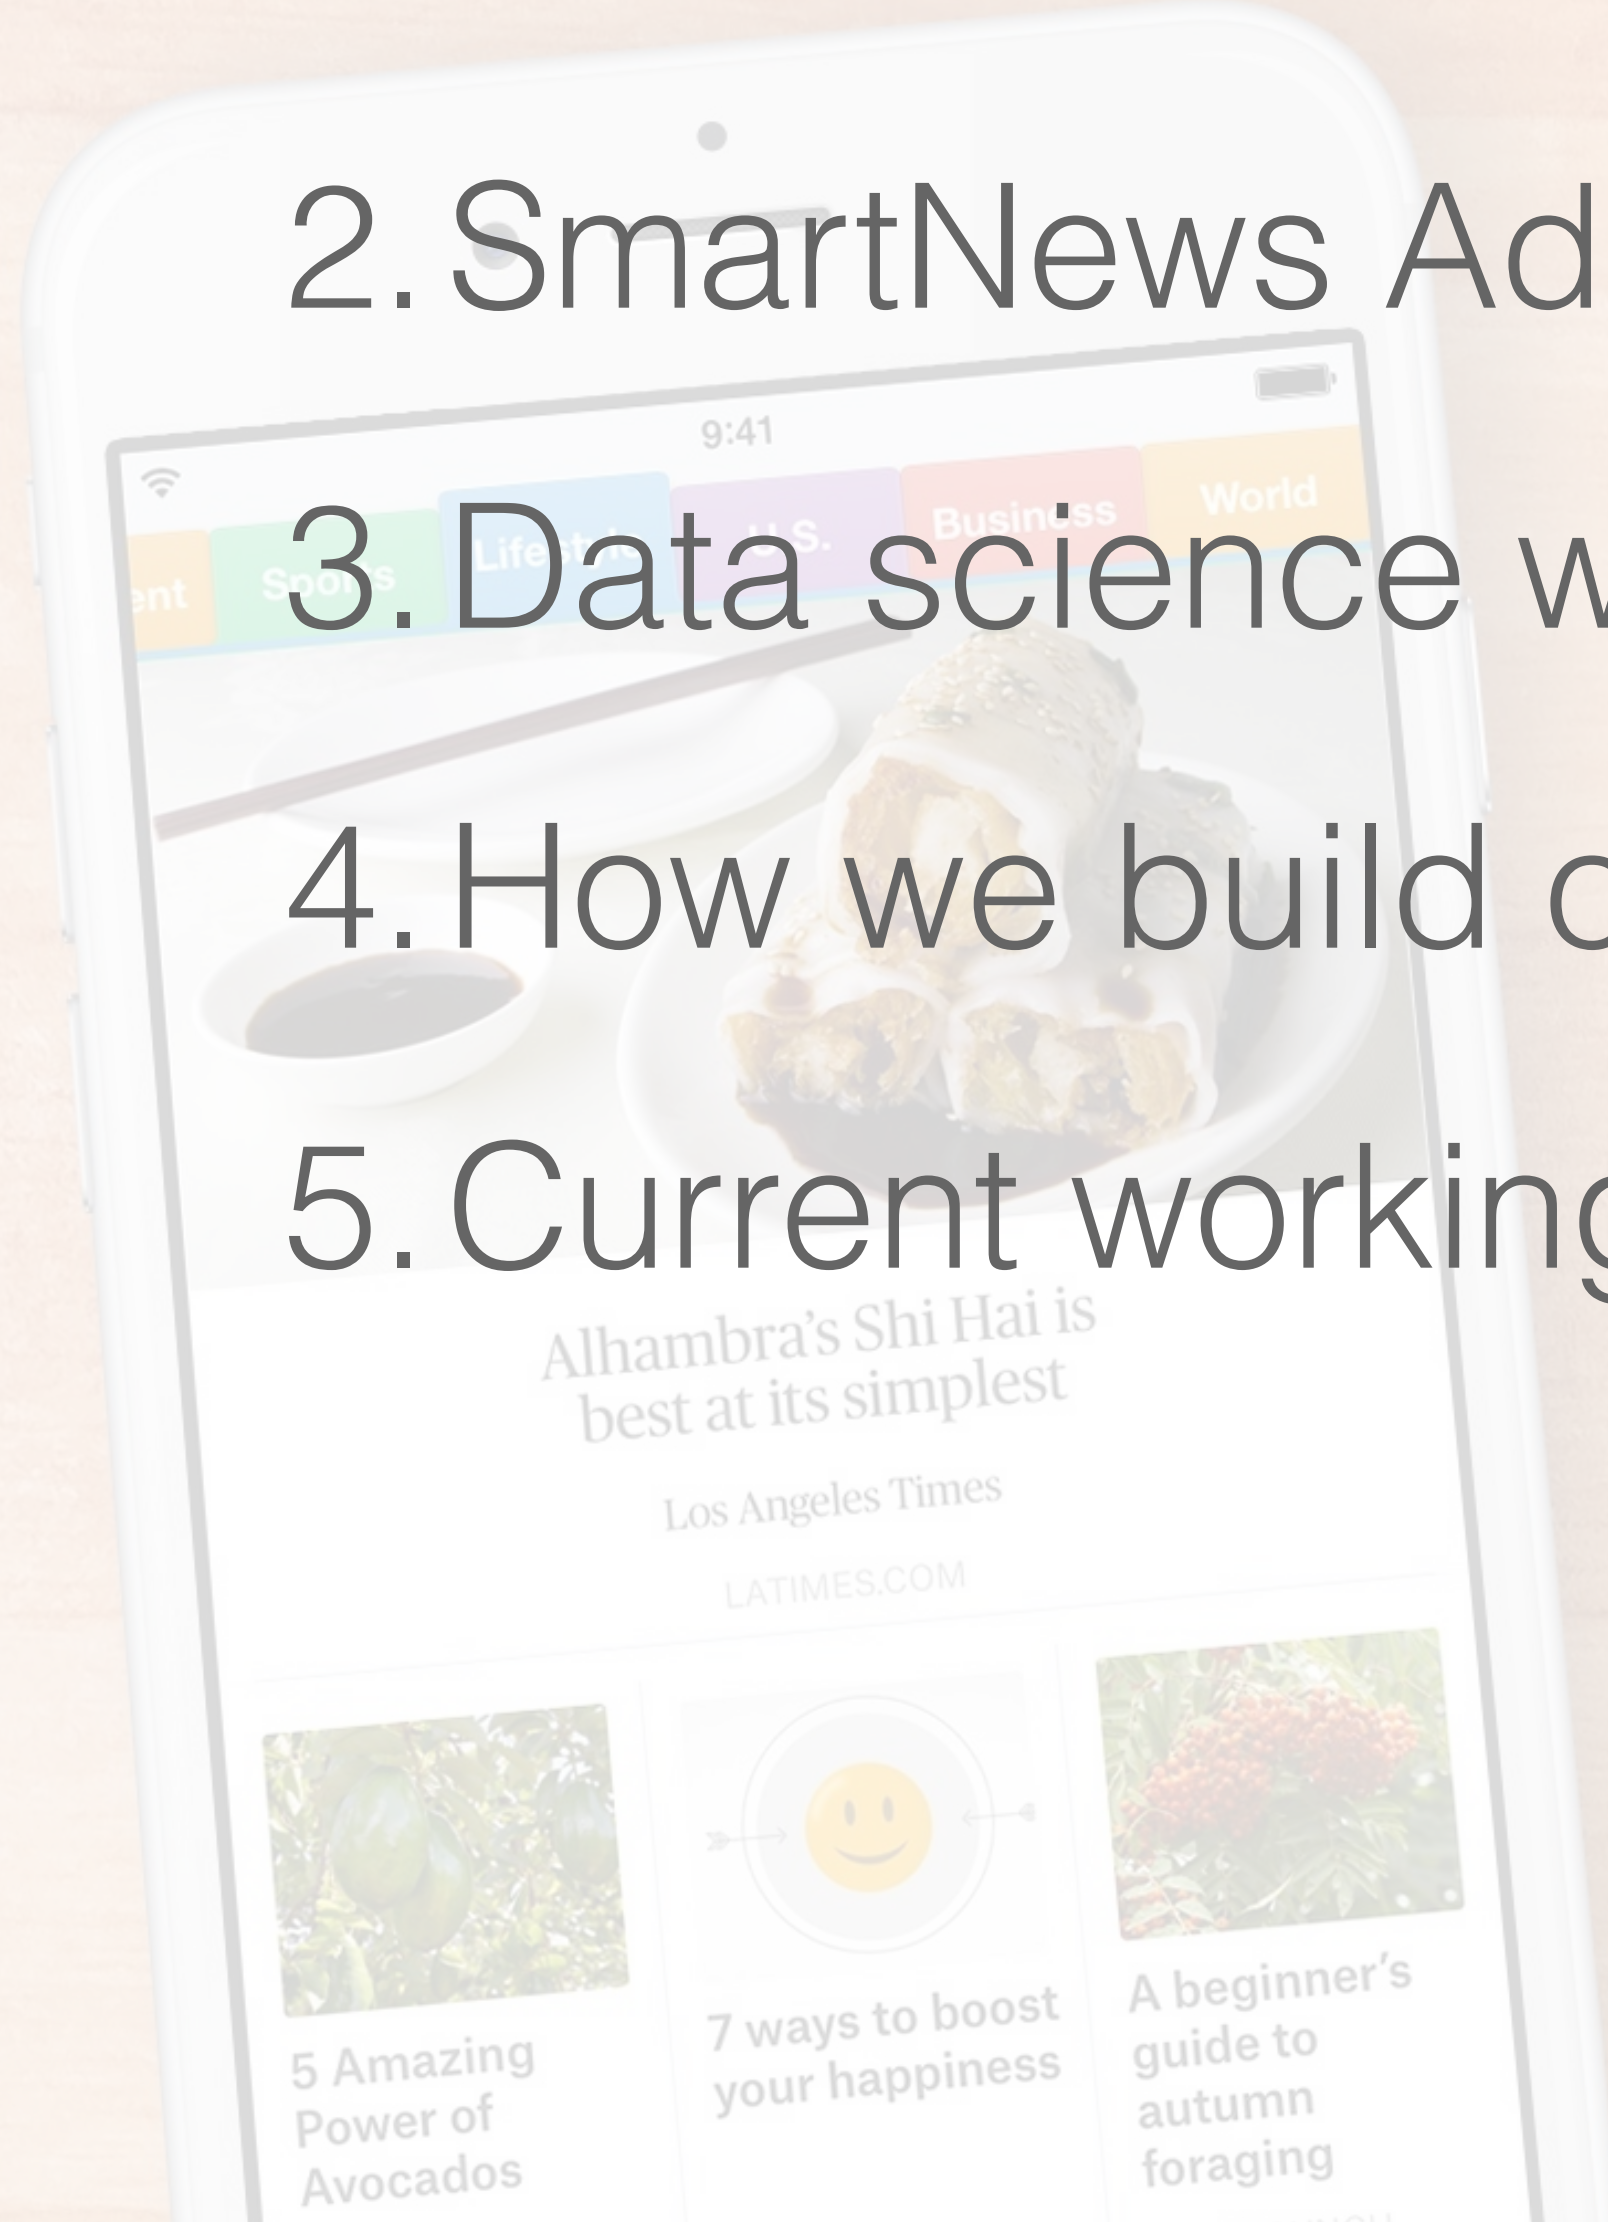 2. SmartNews Ad
9:41
ent Sports Lifestyle U.S. Business World
3. Data science
4. How we build
5. Current working
Alhambra's Shi Hai is
best at its simplest
Los Angeles Times
LATIMES.COM
5 Amazing
Power of
Avocados
7 ways to boost
your happiness
A beginner's
guide to
autumn
foraging